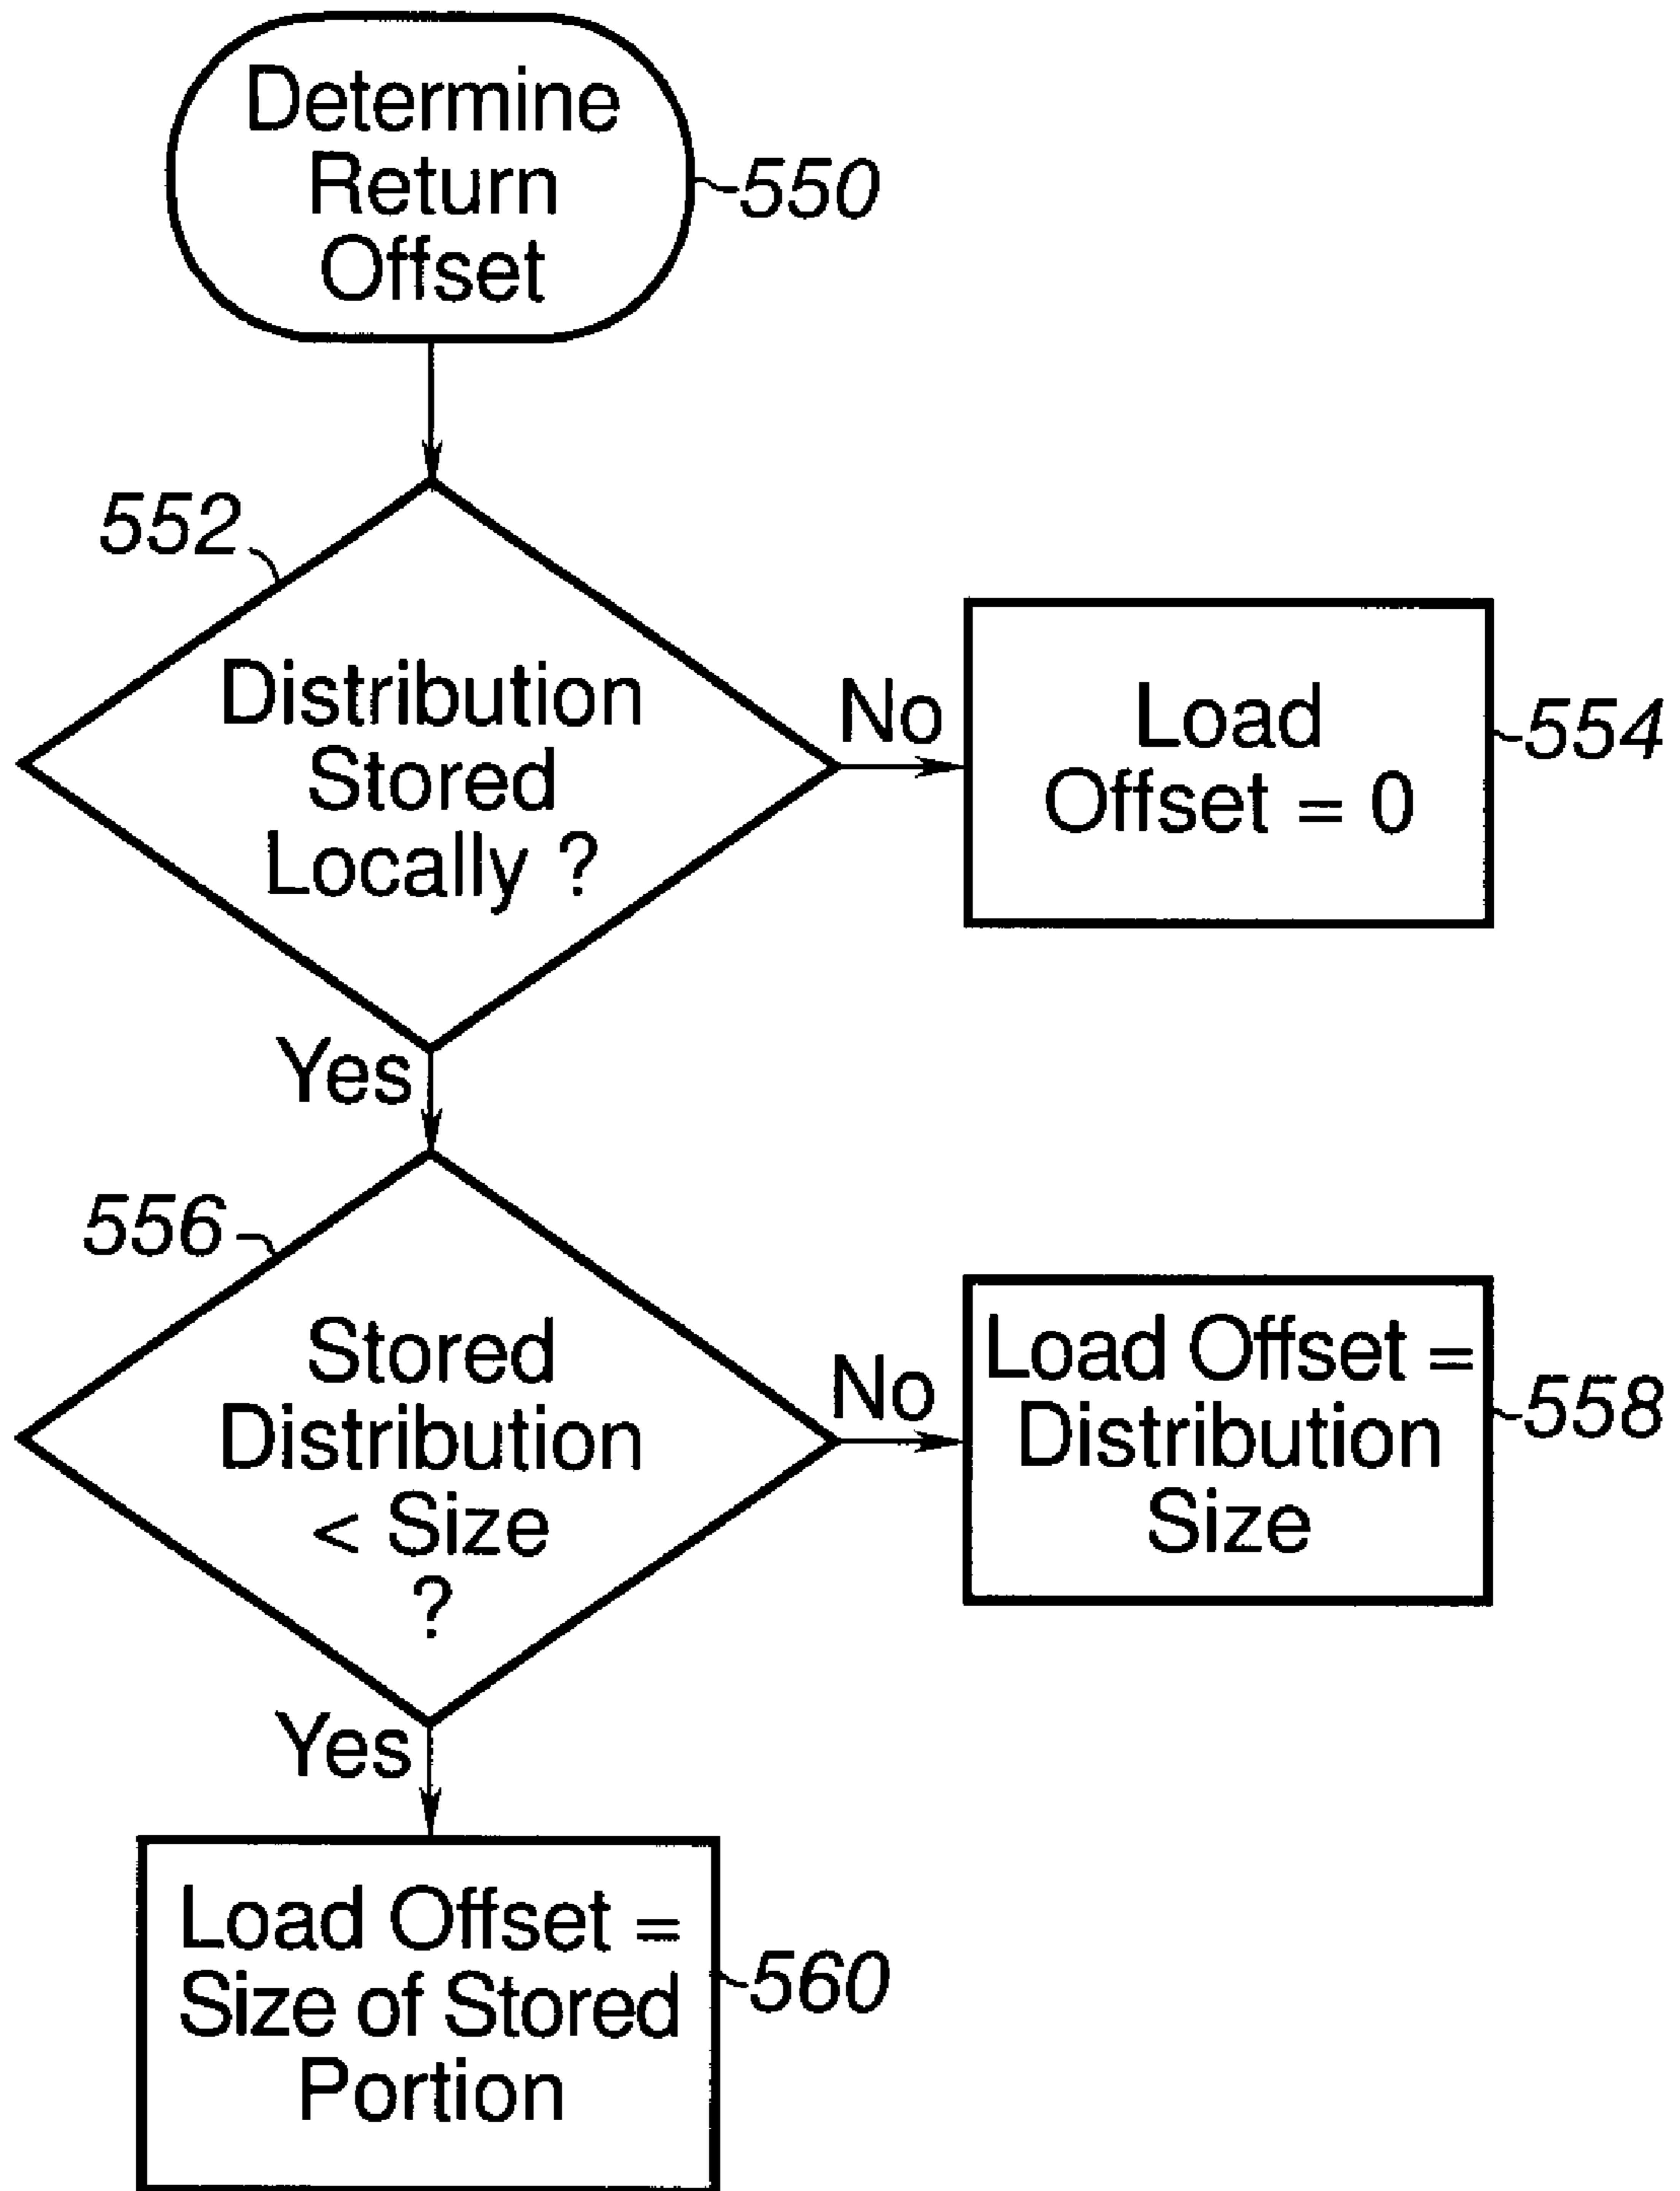 Determine
Return
Offset
550
552
Distribution
Stored
Locally ?
No
Load
Offset = 0
554
Yes
556
Stored
Distribution
< Size
?
No
Load Offset =
Distribution
Size
558
Yes
Load Offset =
Size of Stored
Portion
560